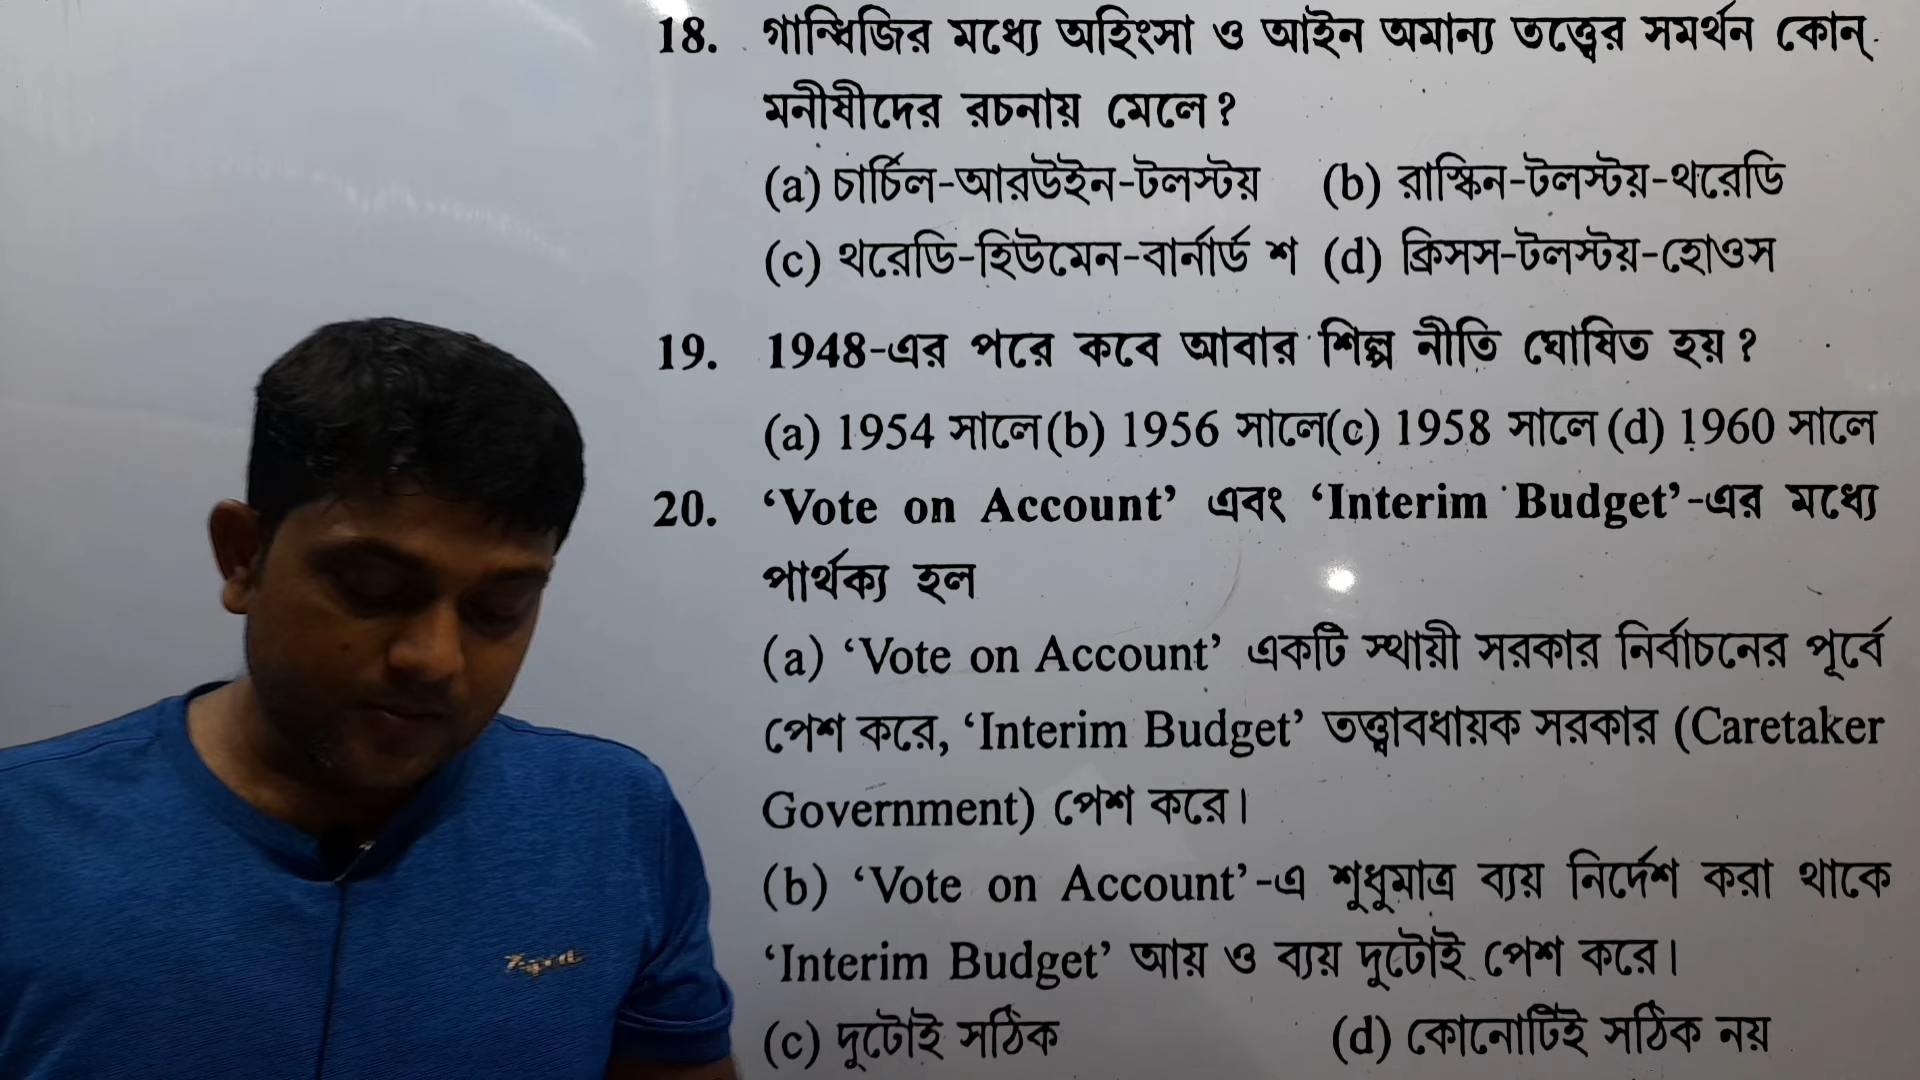 18. গান্ধিজির মধ্যে অহিংসা ও আইন অমান্য তত্ত্বের সমর্থন কোন্
মনীষীদের রচনায় মেলে?
(a) চার্চিল-আরউইন-টলস্টয় (b) রাস্কিন-টলস্টয়-থরেডি
(c) থরেডি-হিউমেন-বার্নার্ড শ (d) ক্রিসস-টলস্টয়-হোওস
19. 1948-এর পরে কবে আবার শিল্প নীতি ঘোষিত হয়?
(a) 1954 সালে (b) 1956 সালে (c) 1958 সালে (d) 1960 সালে
20. ‘Vote on Account’ এবং ‘Interim Budget’-এর মধ্যে
পার্থক্য হল
(a) ‘Vote on Account’ একটি স্থায়ী সরকার নির্বাচনের পূর্বে
পেশ করে, ‘Interim Budget’ তত্ত্বাবধায়ক সরকার (Caretaker
Government) পেশ করে।
(b) ‘Vote on Account’-এ শুধুমাত্র ব্যয় নির্দেশ করা থাকে
‘Interim Budget’ আয় ও ব্যয় দুটোই পেশ করে।
(c) দুটোই সঠিক (d) কোনোটিই সঠিক নয়